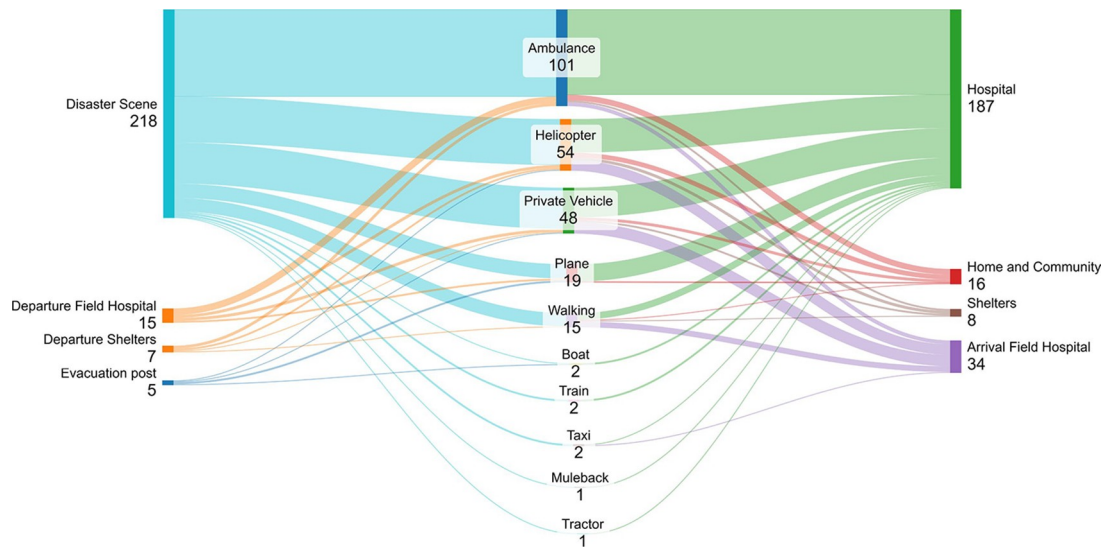 Disaster Scene
218
Departure Field Hospital
15
Departure Shelters
7
Evacuation post
5
Ambulance
101
Helicopter
54
Private Vehicle
48
Plane
19
Walking
15
Boat
2
Train
2
Taxi
2
Muleback
1
Tractor
1
Hospital
187
Home and Community
16
Shelters
8
Arrival Field Hospital
34